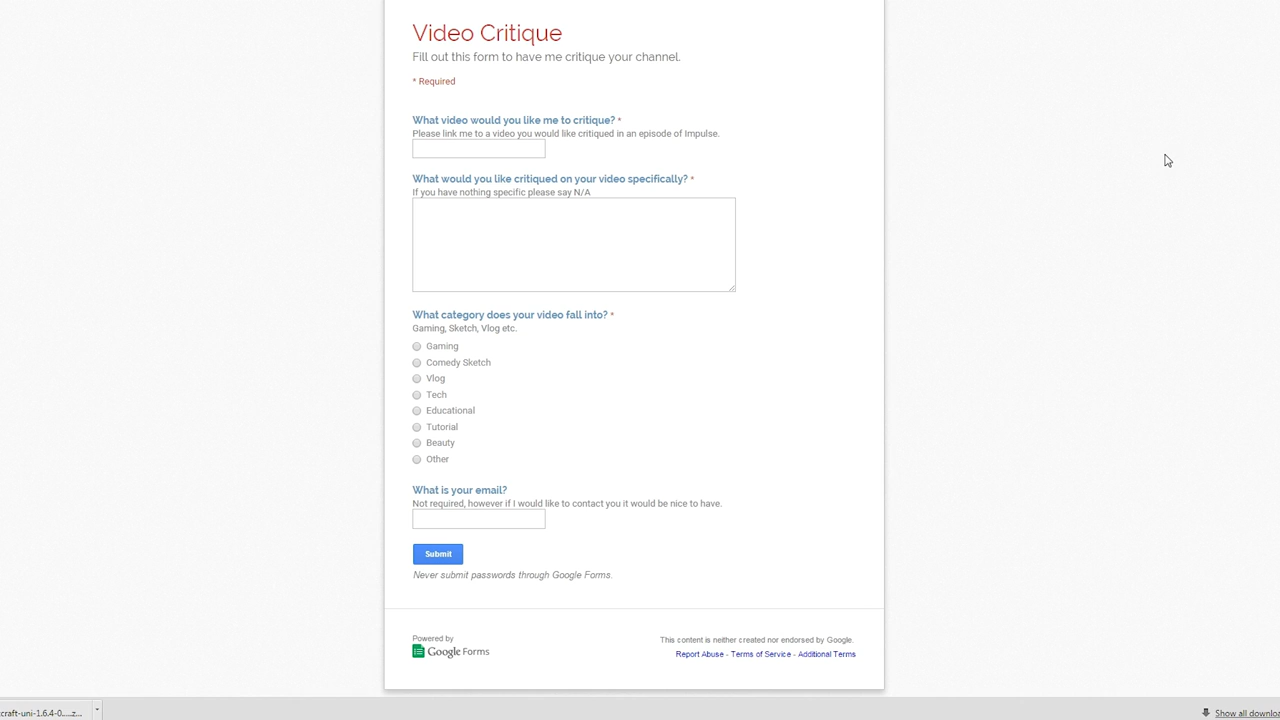 Video Critique
Fill out this form to have me critique your channel.
* Required
What video would you like me to critique? *
Please link me to a video you would like critiqued in an episode of Impulse.
What would you like critiqued on your video specifically? *
If you have nothing specific please say N/A
What category does your video fall into? *
Gaming, Sketch, Vlog etc.
Gaming
Comedy Sketch
Vlog
Tech
Educational
Tutorial
Beauty
Other
What is your email?
Not required, however if I would like to contact you it would be nice to have.
Submit
Never submit passwords through Google Forms.
Powered by
Google Forms
This content is neither created nor endorsed by Google.
Report Abuse - Terms of Service - Additional Terms
craft-uni-1.6.4-0.....z...
Show all downloa